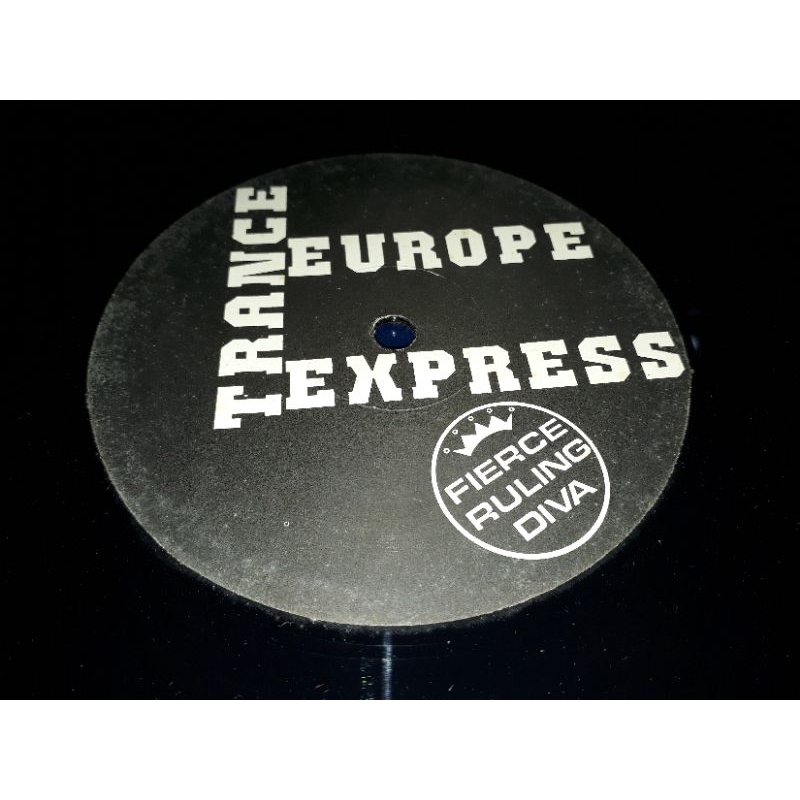 TRANCE
EUROPE
EXPRESS
FIERCE
RULING
DIVA